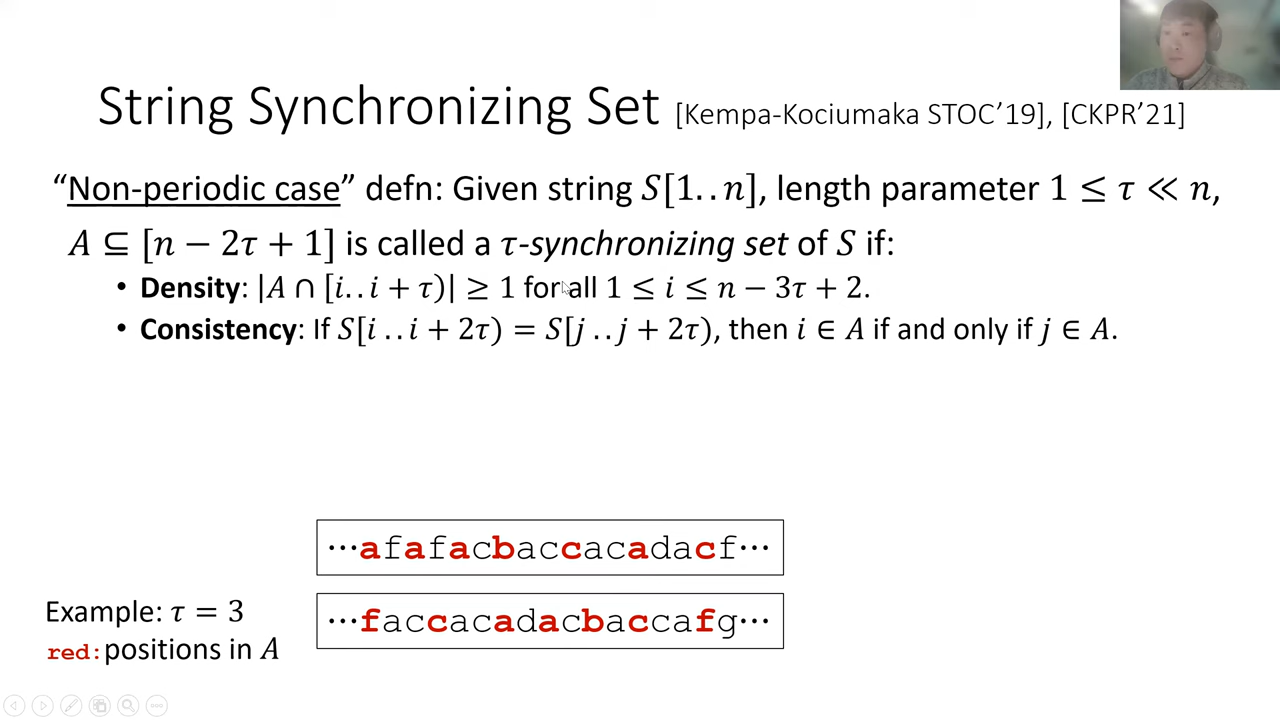 String Synchronizing Set [Kempa-Kociumaka STOC’19], [CKPR’21]
“Non-periodic case” defn: Given string S[1..n], length parameter 1 ≤ τ ≪ n,
A ⊆ [n − 2τ + 1] is called a τ-synchronizing set of S if:
• Density: |A ∩ [i..i + τ)| ≥ 1 for all 1 ≤ i ≤ n − 3τ + 2.
• Consistency: If S[i..i + 2τ) = S[j..j + 2τ), then i ∈ A if and only if j ∈ A.
⋯afafacbaccacadacf⋯
⋯faccacadacbaccafg⋯
Example: τ = 3
red: positions in A